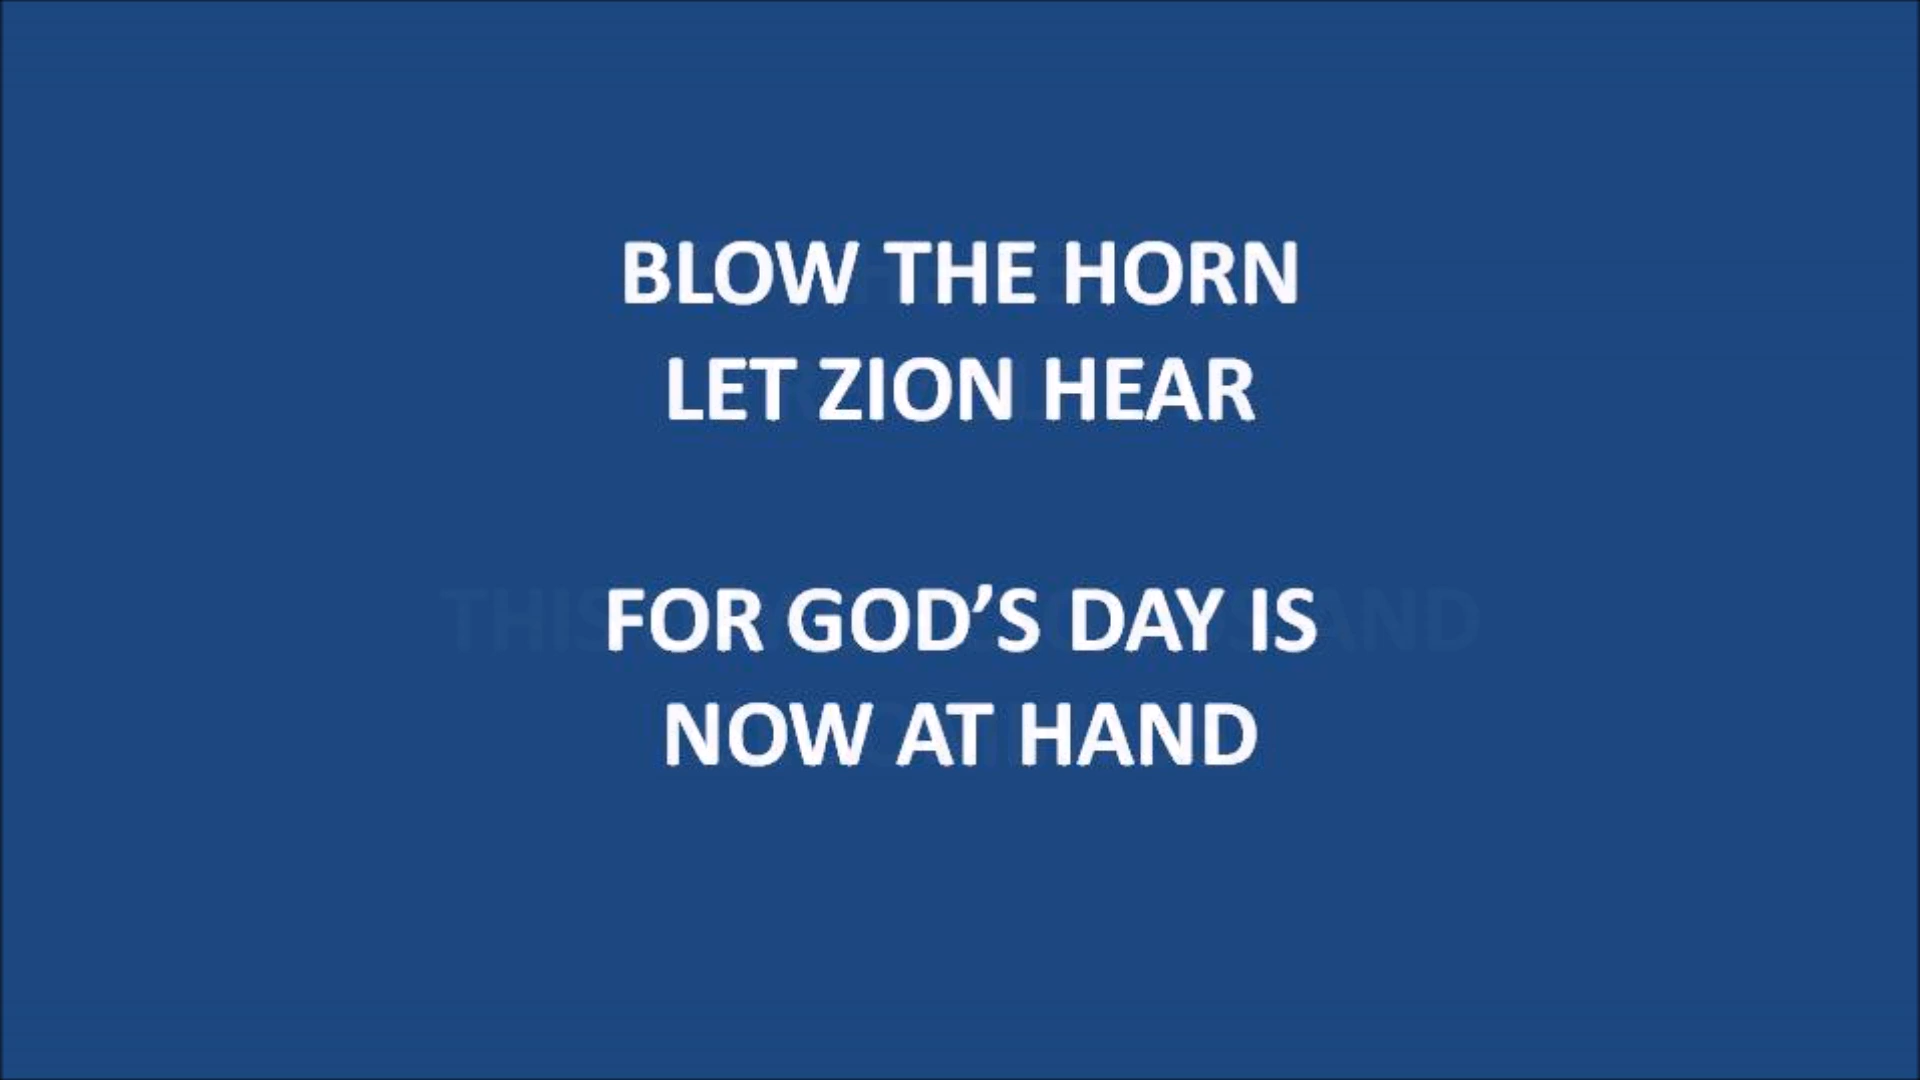 BLOW THE HORN
LET ZION HEAR
FOR GOD’S DAY IS
NOW AT HAND